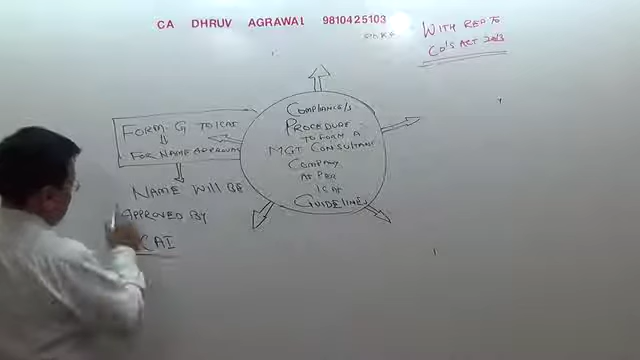 CA DHRUV AGRAWAL 9810425103
WITH REF TO
CO'S ACT 2013
FORM G TO ICAI
FOR NAME APPROVAL
NAME WILL BE
APPROVED BY
ICAI
COMPLIANCE/S
PROCEDURE
TO FORM A
MGT CONSULTANCY
COMPANY
AS PER
ICAI
GUIDELINES